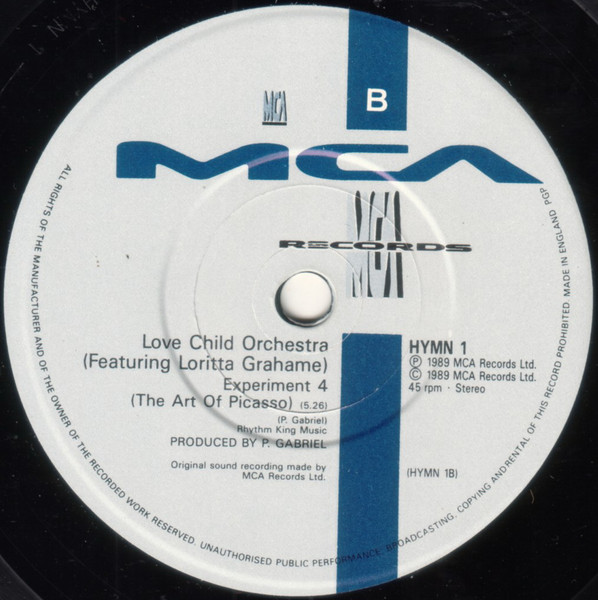 B
MCA
MCA
RECORDS
MCA
Love Child Orchestra
(Featuring Loritta Grahame)
Experiment 4
(The Art Of Picasso) (5.26)
(P. Gabriel)
Rhythm King Music
PRODUCED BY P. GABRIEL
Original sound recording made by
MCA Records Ltd.
HYMN 1
Ⓟ 1989 MCA Records Ltd.
© 1989 MCA Records Ltd.
45 rpm · Stereo
(HYMN 1B)
ALL RIGHTS OF THE MANUFACTURER AND OF THE OWNER OF THE RECORDED WORK RESERVED. UNAUTHORISED PUBLIC PERFORMANCE, BROADCASTING, COPYING AND RENTAL OF THIS RECORD PROHIBITED. MADE IN ENGLAND PGP